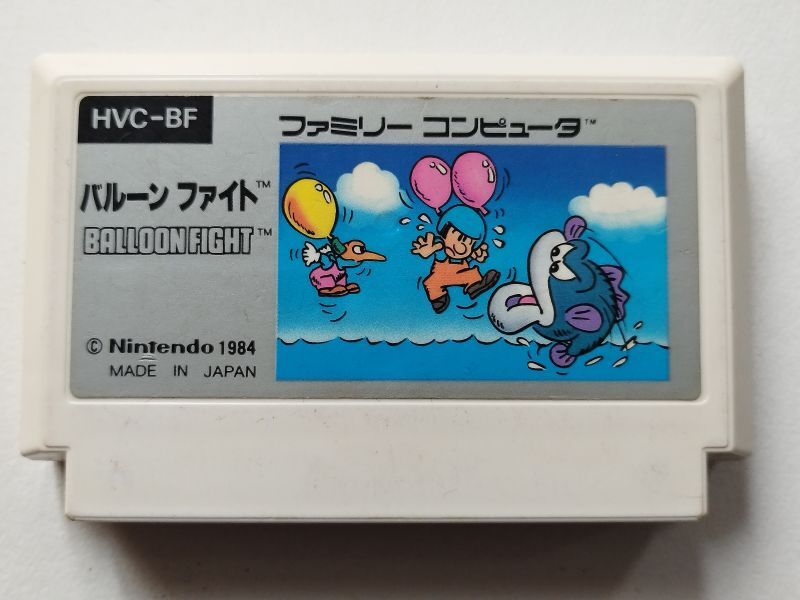 HVC-BF
ファミリー コンピュータ™
バルーン ファイト™
BALLOON FIGHT™
© Nintendo 1984
MADE IN JAPAN